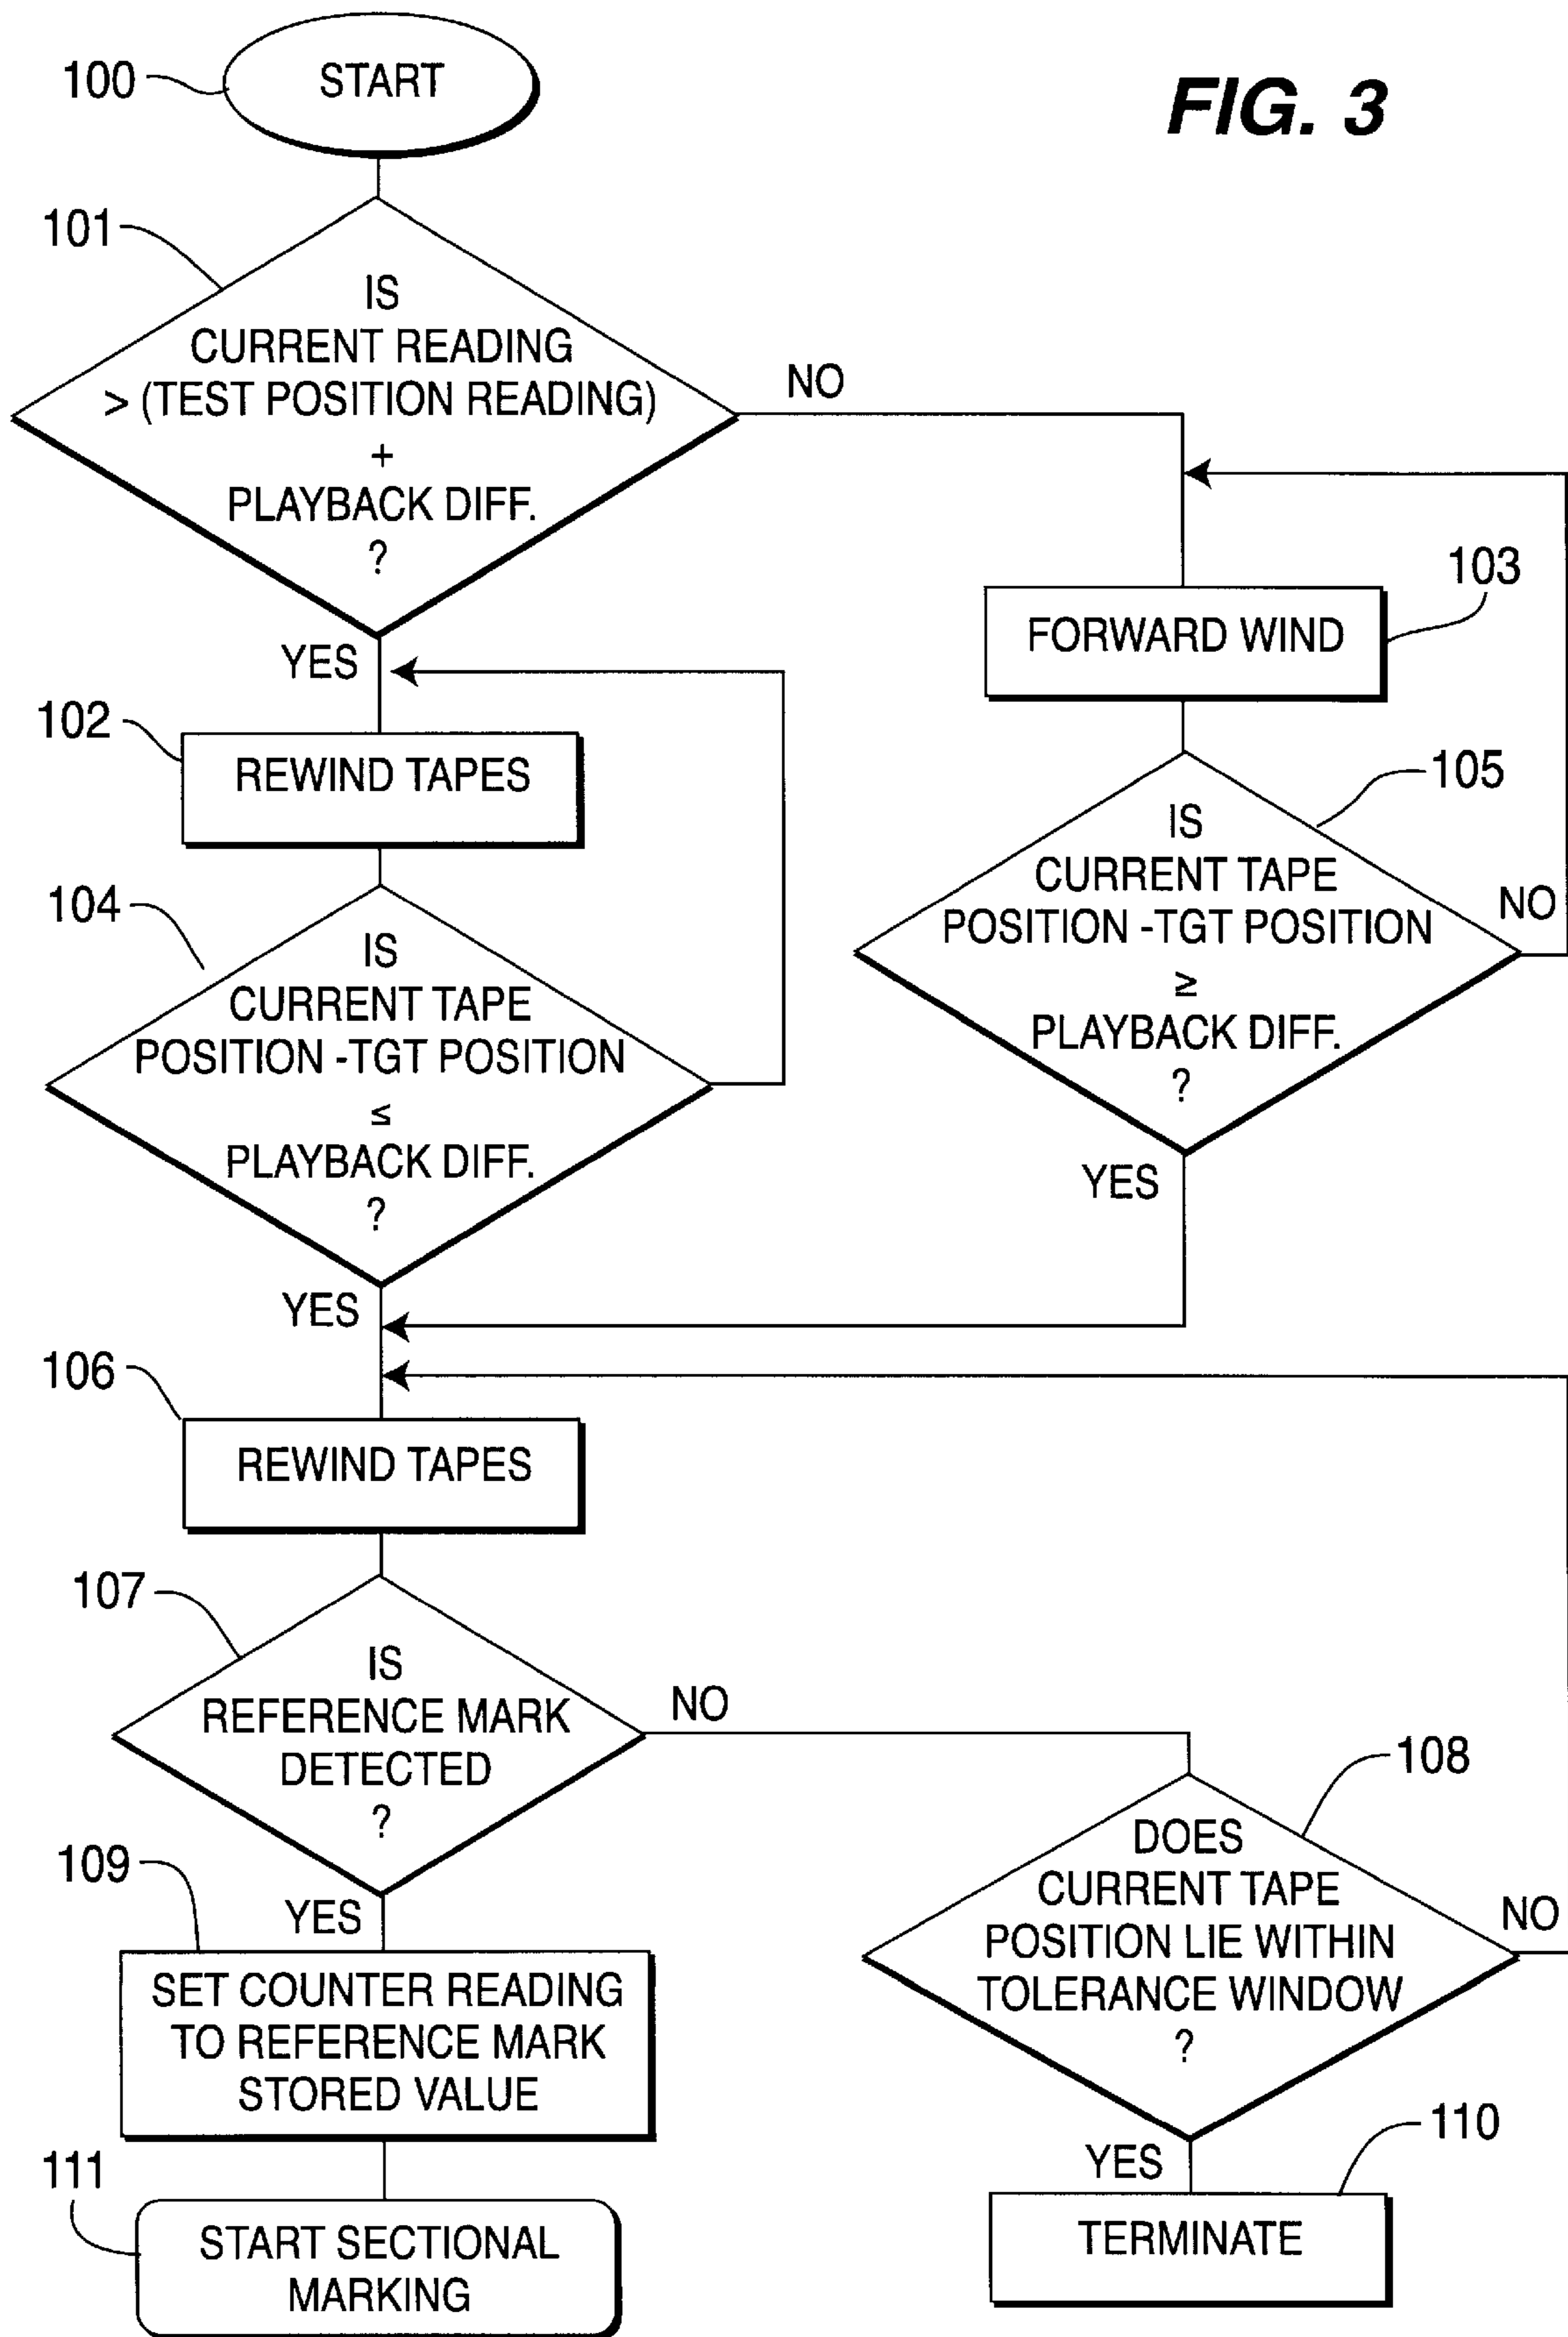 FIG. 3
100
START
101
IS
CURRENT READING
> (TEST POSITION READING)
+
PLAYBACK DIFF.
?
NO
YES
103
FORWARD WIND
102
REWIND TAPES
105
IS
CURRENT TAPE
POSITION -TGT POSITION
≥
PLAYBACK DIFF.
?
NO
YES
104
IS
CURRENT TAPE
POSITION -TGT POSITION
≤
PLAYBACK DIFF.
?
YES
106
REWIND TAPES
107
IS
REFERENCE MARK
DETECTED
?
NO
YES
108
DOES
CURRENT TAPE
POSITION LIE WITHIN
TOLERANCE WINDOW
?
NO
YES
109
SET COUNTER READING
TO REFERENCE MARK
STORED VALUE
110
TERMINATE
111
START SECTIONAL
MARKING